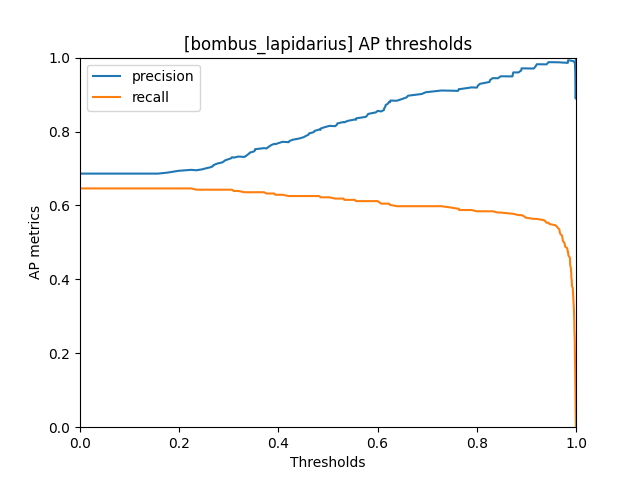 [bombus_lapidarius] AP thresholds
precision
recall
AP metrics
1.0
0.8
0.6
0.4
0.2
0.0
0.0 0.2 0.4 0.6 0.8 1.0
Thresholds